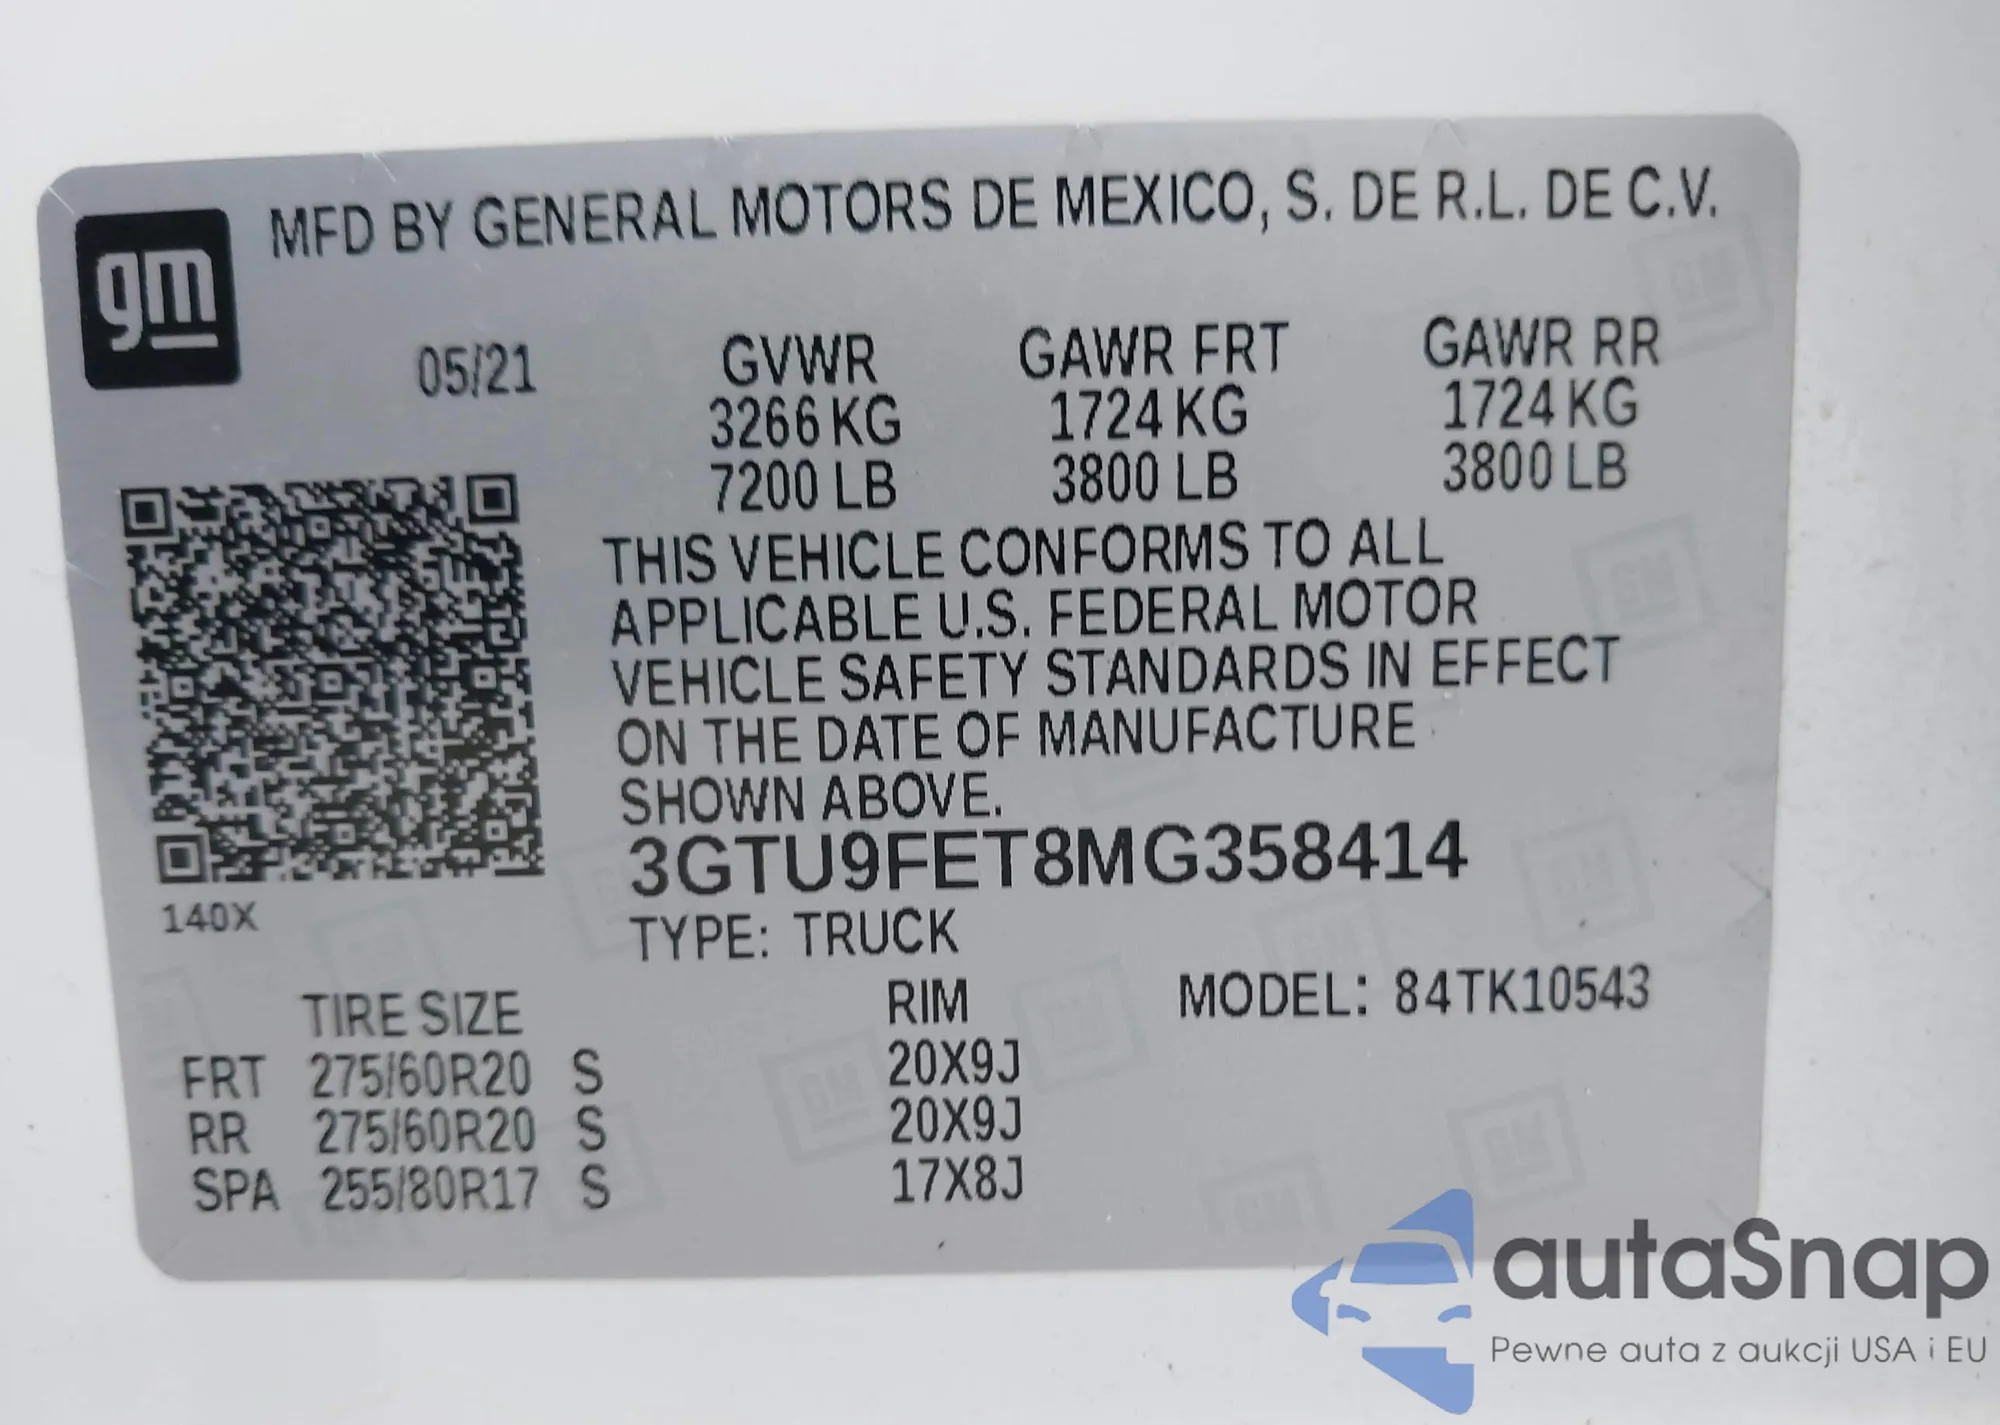 gm
MFD BY GENERAL MOTORS DE MEXICO, S. DE R.L. DE C.V.
05/21 GVWR GAWR FRT GAWR RR
3266 KG 1724 KG 1724 KG
7200 LB 3800 LB 3800 LB
THIS VEHICLE CONFORMS TO ALL
APPLICABLE U.S. FEDERAL MOTOR
VEHICLE SAFETY STANDARDS IN EFFECT
ON THE DATE OF MANUFACTURE
SHOWN ABOVE.
3GTU9FET8MG358414
140X
TYPE: TRUCK
TIRE SIZE RIM MODEL: 84TK10543
FRT 275/60R20 S 20X9J
RR 275/60R20 S 20X9J
SPA 255/80R17 S 17X8J
autaSnap
Pewne auta z aukcji USA i EU